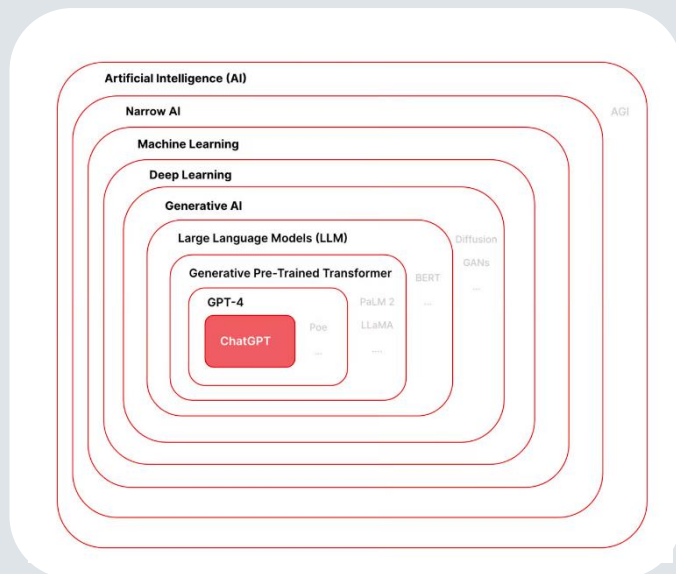 Artificial Intelligence (AI)
Narrow AI
AGI
Machine Learning
Deep Learning
Generative AI
Large Language Models (LLM)
Diffusion
GANs
...
Generative Pre-Trained Transformer
BERT
...
GPT-4
PaLM 2
LLaMA
...
ChatGPT
Poe
...